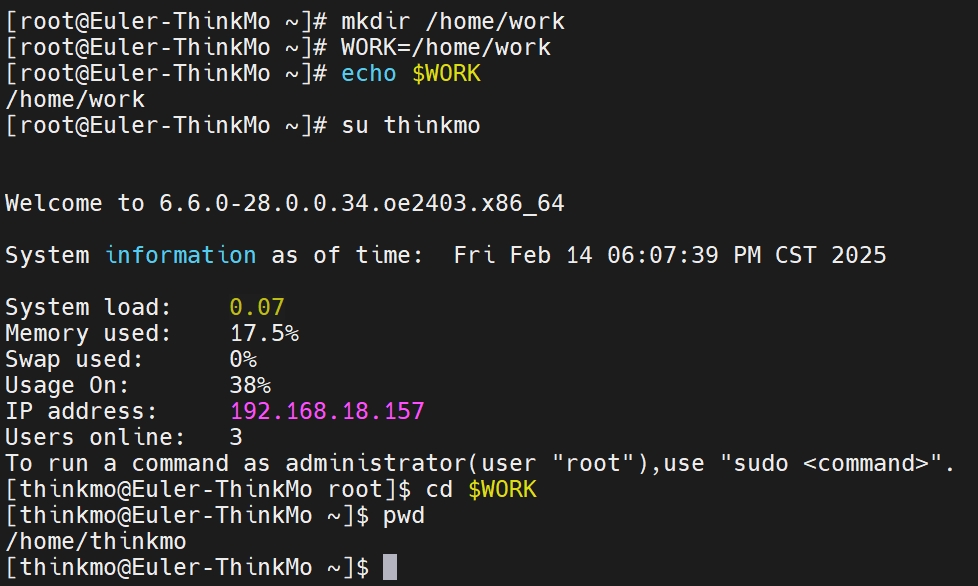 [root@Euler-ThinkMo ~]# mkdir /home/work
[root@Euler-ThinkMo ~]# WORK=/home/work
[root@Euler-ThinkMo ~]# echo $WORK
/home/work
[root@Euler-ThinkMo ~]# su thinkmo
Welcome to 6.6.0-28.0.0.34.oe2403.x86_64
System information as of time:  Fri Feb 14 06:07:39 PM CST 2025
System load:    0.07
Memory used:    17.5%
Swap used:      0%
Usage On:       38%
IP address:     192.168.18.157
Users online:   3
To run a command as administrator(user "root"),use "sudo <command>".
[thinkmo@Euler-ThinkMo root]$ cd $WORK
[thinkmo@Euler-ThinkMo ~]$ pwd
/home/thinkmo
[thinkmo@Euler-ThinkMo ~]$